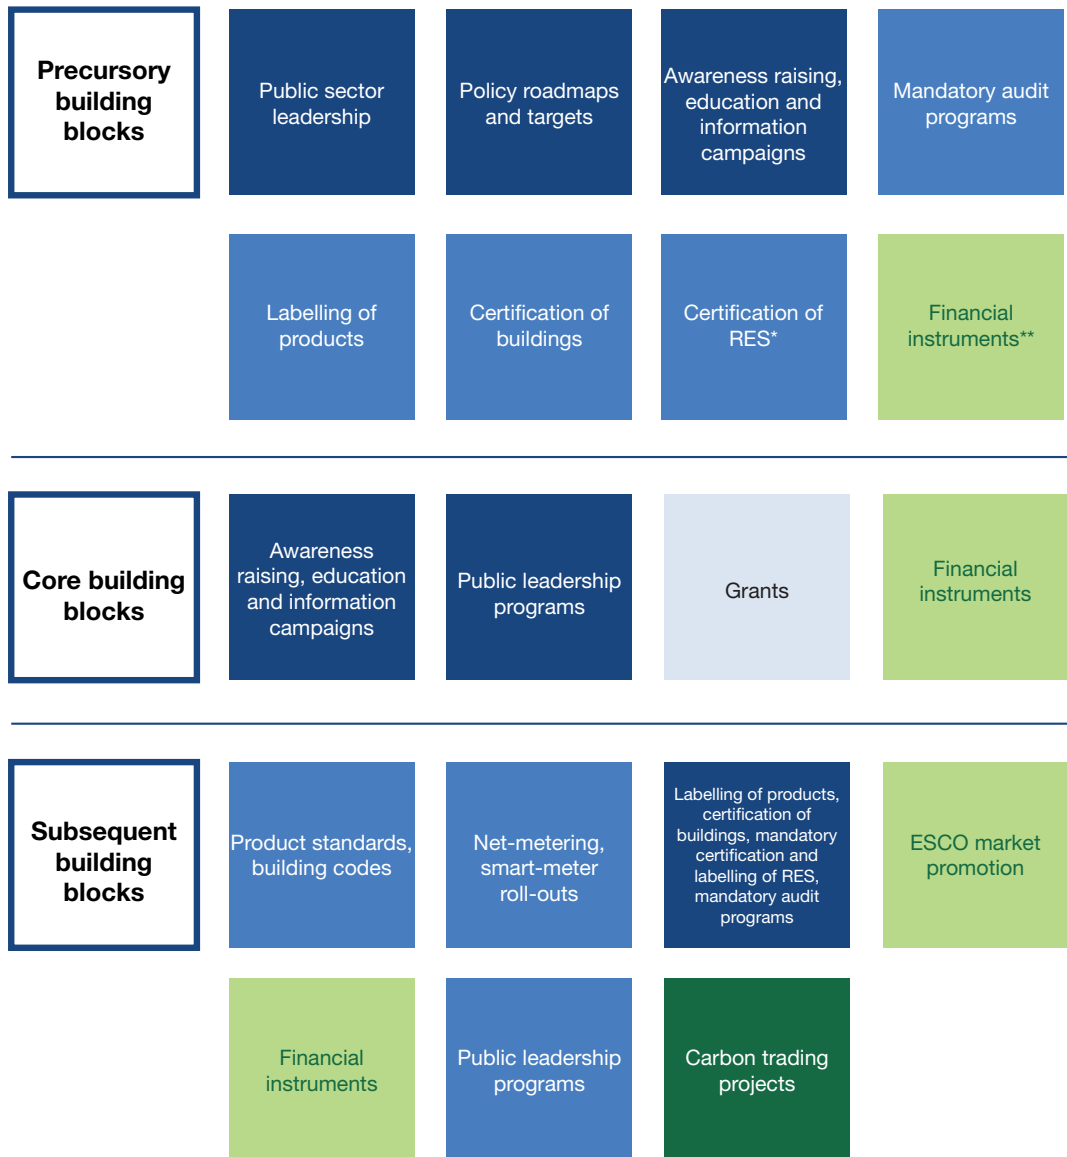 Precursory
building
blocks
Public sector
leadership
Policy roadmaps
and targets
Awareness raising,
education and
information
campaigns
Mandatory audit
programs
Labelling of
products
Certification of
buildings
Certification of
RES*
Financial
instruments**
Core building
blocks
Awareness
raising, education
and information
campaigns
Public leadership
programs
Grants
Financial
instruments
Subsequent
building
blocks
Product standards,
building codes
Net-metering,
smart-meter
roll-outs
Labelling of products,
certification of
buildings, mandatory
certification and
labelling of RES,
mandatory audit
programs
ESCO market
promotion
Financial
instruments
Public leadership
programs
Carbon trading
projects